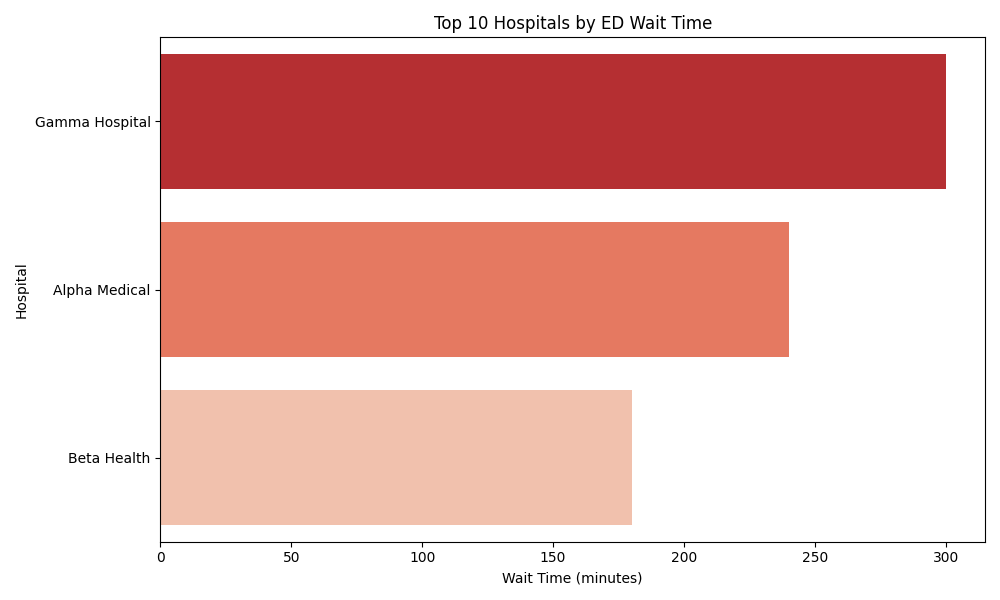 Top 10 Hospitals by ED Wait Time
Hospital
Gamma Hospital
Alpha Medical
Beta Health
0 50 100 150 200 250 300
Wait Time (minutes)